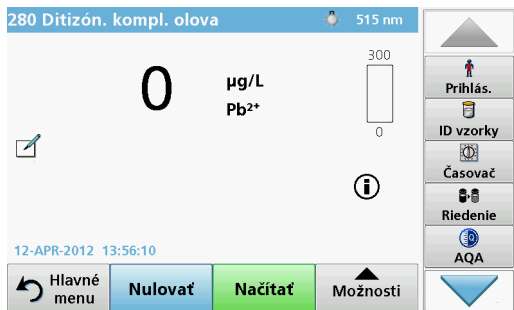 280 Ditizón. kompl. olova 515 nm
300
0 µg/L
Pb²⁺
0
12-APR-2012 13:56:10
Hlavné menu
Nulovať
Načítať
Možnosti
Prihlás.
ID vzorky
Časovač
Riedenie
AQA